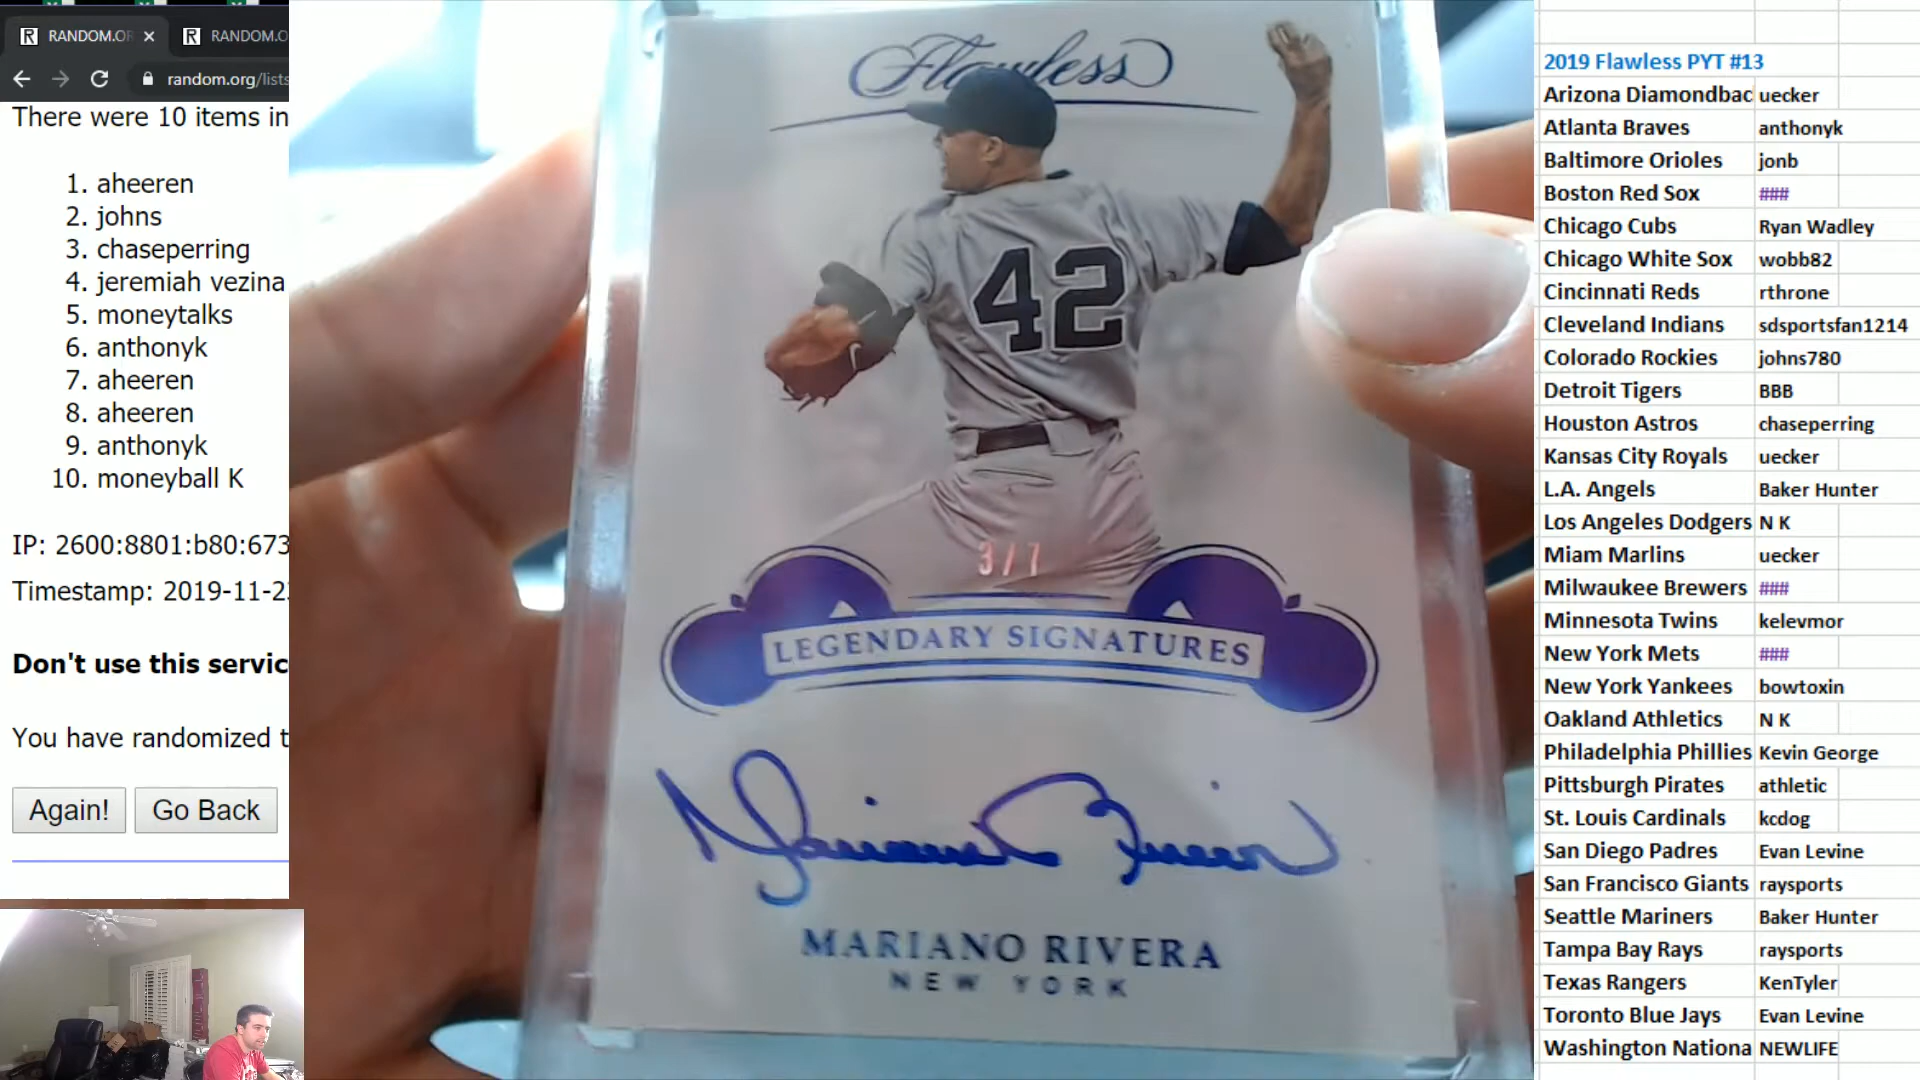 RANDOM.OR
RANDOM.O
random.org/lists
There were 10 items in
1. aheeren
2. johns
3. chaseperring
4. jeremiah vezina
5. moneytalks
6. anthonyk
7. aheeren
8. aheeren
9. anthonyk
10. moneyball K
IP: 2600:8801:b80:673
Timestamp: 2019-11-2
Don't use this servic
You have randomized t
Again! Go Back
Flawless
42
3/7
LEGENDARY SIGNATURES
Mariano Rivera
MARIANO RIVERA
NEW YORK
2019 Flawless PYT #13
Arizona Diamondbac uecker
Atlanta Braves anthonyk
Baltimore Orioles jonb
Boston Red Sox ###
Chicago Cubs Ryan Wadley
Chicago White Sox wobb82
Cincinnati Reds rthrone
Cleveland Indians sdsportsfan1214
Colorado Rockies johns780
Detroit Tigers BBB
Houston Astros chaseperring
Kansas City Royals uecker
L.A. Angels Baker Hunter
Los Angeles Dodgers N K
Miam Marlins uecker
Milwaukee Brewers ###
Minnesota Twins kelevmor
New York Mets ###
New York Yankees bowtoxin
Oakland Athletics N K
Philadelphia Phillies Kevin George
Pittsburgh Pirates athletic
St. Louis Cardinals kcdog
San Diego Padres Evan Levine
San Francisco Giants raysports
Seattle Mariners Baker Hunter
Tampa Bay Rays raysports
Texas Rangers KenTyler
Toronto Blue Jays Evan Levine
Washington Nationa NEWLIFE